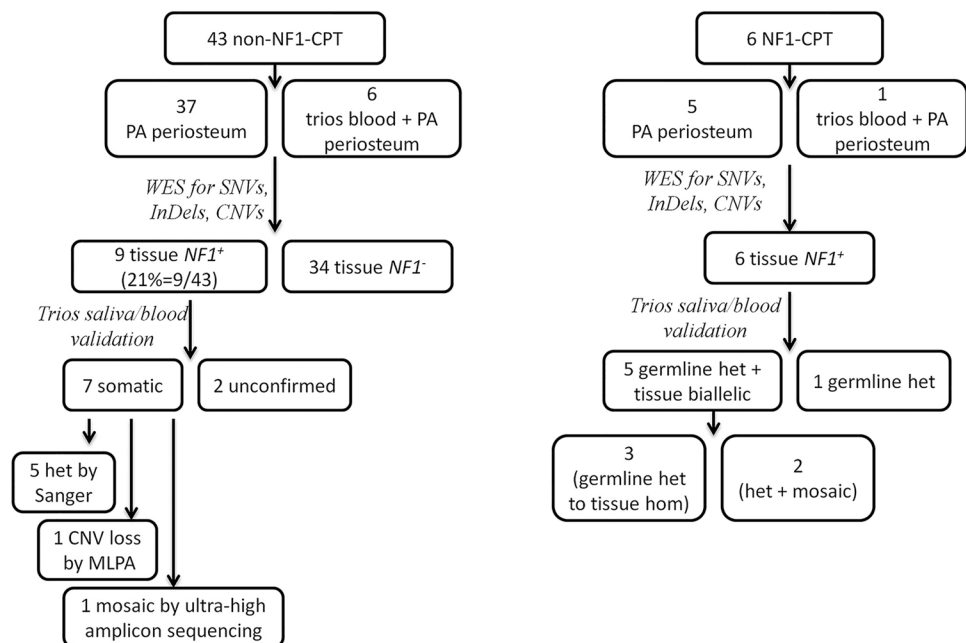 43 non-NF1-CPT
37
PA periosteum
6
trios blood + PA
periosteum
WES for SNVs,
InDels, CNVs
9 tissue NF1⁺
(21%=9/43)
34 tissue NF1⁻
Trios saliva/blood
validation
7 somatic
2 unconfirmed
5 het by
Sanger
1 CNV loss
by MLPA
1 mosaic by ultra-high
amplicon sequencing
6 NF1-CPT
5
PA periosteum
1
trios blood + PA
periosteum
WES for SNVs,
InDels, CNVs
6 tissue NF1⁺
Trios saliva/blood
validation
5 germline het +
tissue biallelic
1 germline het
3
(germline het
to tissue hom)
2
(het + mosaic)